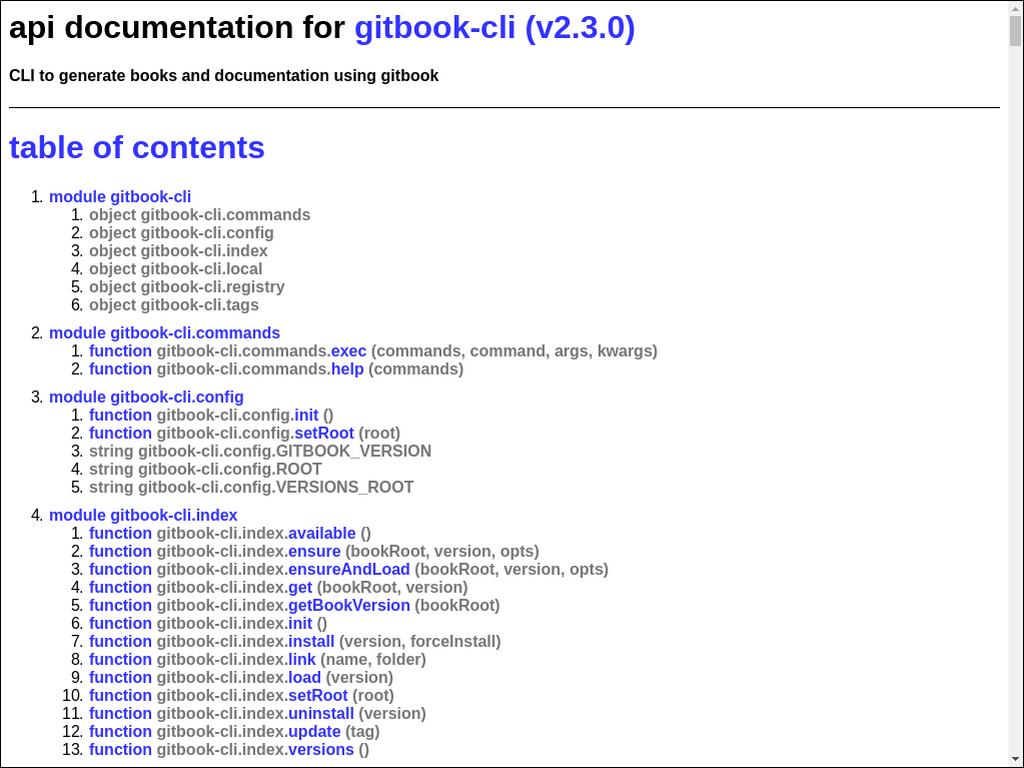 api documentation for gitbook-cli (v2.3.0)
CLI to generate books and documentation using gitbook
table of contents
1. module gitbook-cli
1. object gitbook-cli.commands
2. object gitbook-cli.config
3. object gitbook-cli.index
4. object gitbook-cli.local
5. object gitbook-cli.registry
6. object gitbook-cli.tags
2. module gitbook-cli.commands
1. function gitbook-cli.commands.exec (commands, command, args, kwargs)
2. function gitbook-cli.commands.help (commands)
3. module gitbook-cli.config
1. function gitbook-cli.config.init ()
2. function gitbook-cli.config.setRoot (root)
3. string gitbook-cli.config.GITBOOK_VERSION
4. string gitbook-cli.config.ROOT
5. string gitbook-cli.config.VERSIONS_ROOT
4. module gitbook-cli.index
1. function gitbook-cli.index.available ()
2. function gitbook-cli.index.ensure (bookRoot, version, opts)
3. function gitbook-cli.index.ensureAndLoad (bookRoot, version, opts)
4. function gitbook-cli.index.get (bookRoot, version)
5. function gitbook-cli.index.getBookVersion (bookRoot)
6. function gitbook-cli.index.init ()
7. function gitbook-cli.index.install (version, forceInstall)
8. function gitbook-cli.index.link (name, folder)
9. function gitbook-cli.index.load (version)
10. function gitbook-cli.index.setRoot (root)
11. function gitbook-cli.index.uninstall (version)
12. function gitbook-cli.index.update (tag)
13. function gitbook-cli.index.versions ()